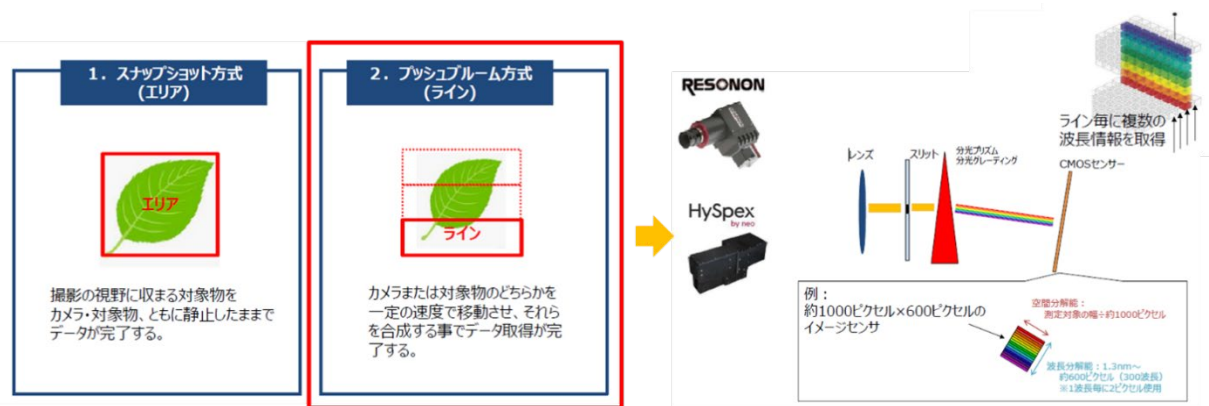 1. スナップショット方式
(エリア)
エリア
撮影の視野に収まる対象物を
カメラ・対象物、ともに静止したままで
データが完了する。
2. プッシュブルーム方式
(ライン)
ライン
カメラまたは対象物のどちらかを
一定の速度で移動させ、それら
を合成する事でデータ取得が完
了する。
RESONON
HySpex
by neo
ライン毎に複数の
波長情報を取得
レンズ
スリット
分光プリズム
分光グレーティング
CMOSセンサー
例：
約1000ピクセル×600ピクセルの
イメージセンサ
空間分解能：
測定対象の幅÷約1000ピクセル
波長分解能：1.3nm～
約600ピクセル（300波長）
※1波長毎に2ピクセル使用